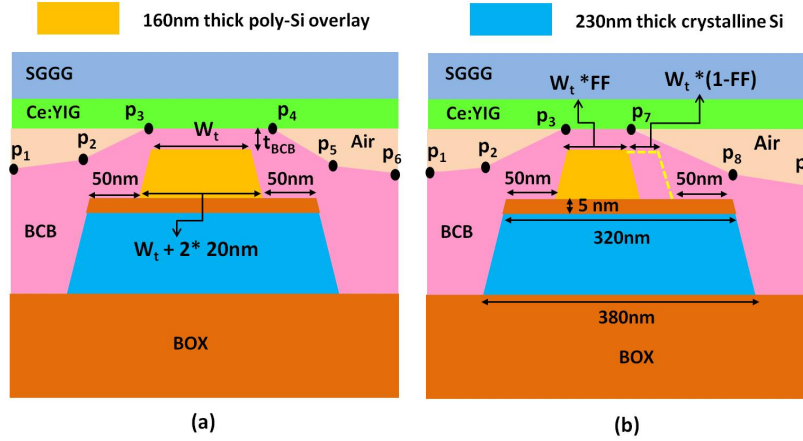 160nm thick poly-Si overlay
230nm thick crystalline Si
SGGG
Ce:YIG
p3
p4
Wt
tBCB
Air
p1
p2
p5
p6
50nm
50nm
BCB
Wt + 2* 20nm
BOX
(a)
SGGG
Wt *FF
Wt *(1-FF)
Ce:YIG
p3
p7
Air
p1
p2
p8
50nm
50nm
5 nm
BCB
320nm
380nm
BOX
(b)